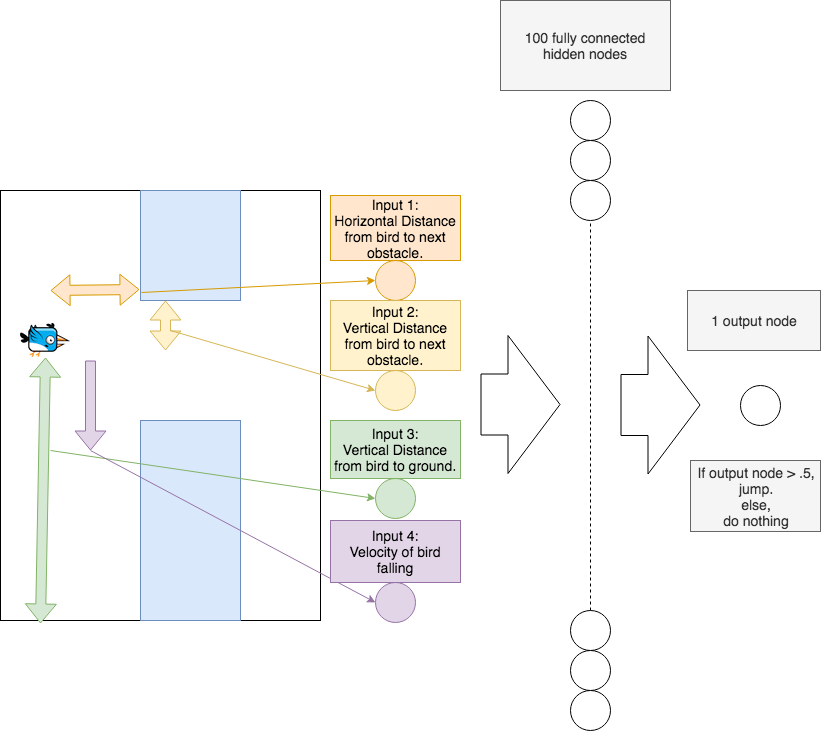 100 fully connected
hidden nodes
Input 1:
Horizontal Distance
from bird to next
obstacle.
Input 2:
Vertical Distance
from bird to next
obstacle.
1 output node
Input 3:
Vertical Distance
from bird to ground.
If output node > .5,
jump.
else,
do nothing
Input 4:
Velocity of bird
falling